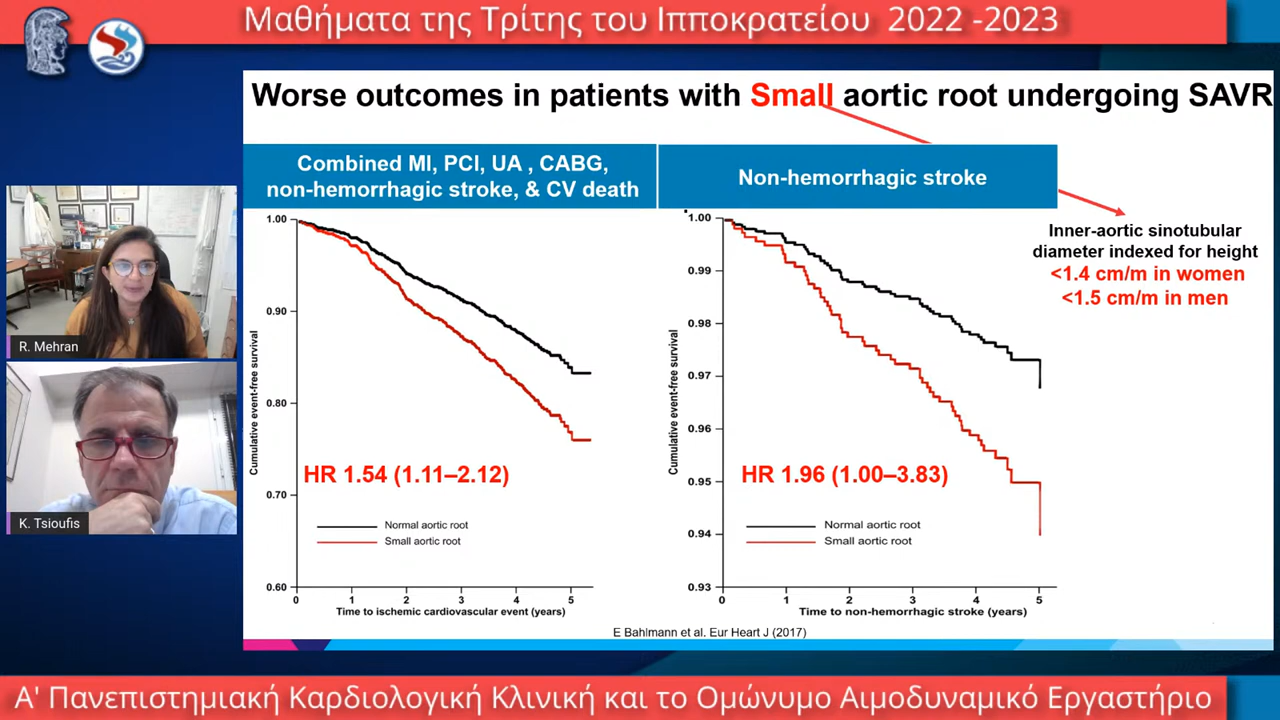 Μαθήματα της Τρίτης του Ιπποκρατείου 2022 -2023
Worse outcomes in patients with Small aortic root undergoing SAVR
Combined MI, PCI, UA , CABG,
non-hemorrhagic stroke, & CV death
Non-hemorrhagic stroke
Inner-aortic sinotubular
diameter indexed for height
<1.4 cm/m in women
<1.5 cm/m in men
R. Mehran
K. Tsioufis
Cumulative event-free survival
1.00
0.90
0.80
0.70
0.60
HR 1.54 (1.11–2.12)
Normal aortic root
Small aortic root
0 1 2 3 4 5
Time to ischemic cardiovascular event (years)
Cumulative event-free survival
1.00
0.99
0.98
0.97
0.96
0.95
0.94
0.93
HR 1.96 (1.00–3.83)
Normal aortic root
Small aortic root
0 1 2 3 4 5
Time to non-hemorrhagic stroke (years)
E Bahlmann et al. Eur Heart J (2017)
Α' Πανεπιστημιακή Καρδιολογική Κλινική και το Ομώνυμο Αιμοδυναμικό Εργαστήριο